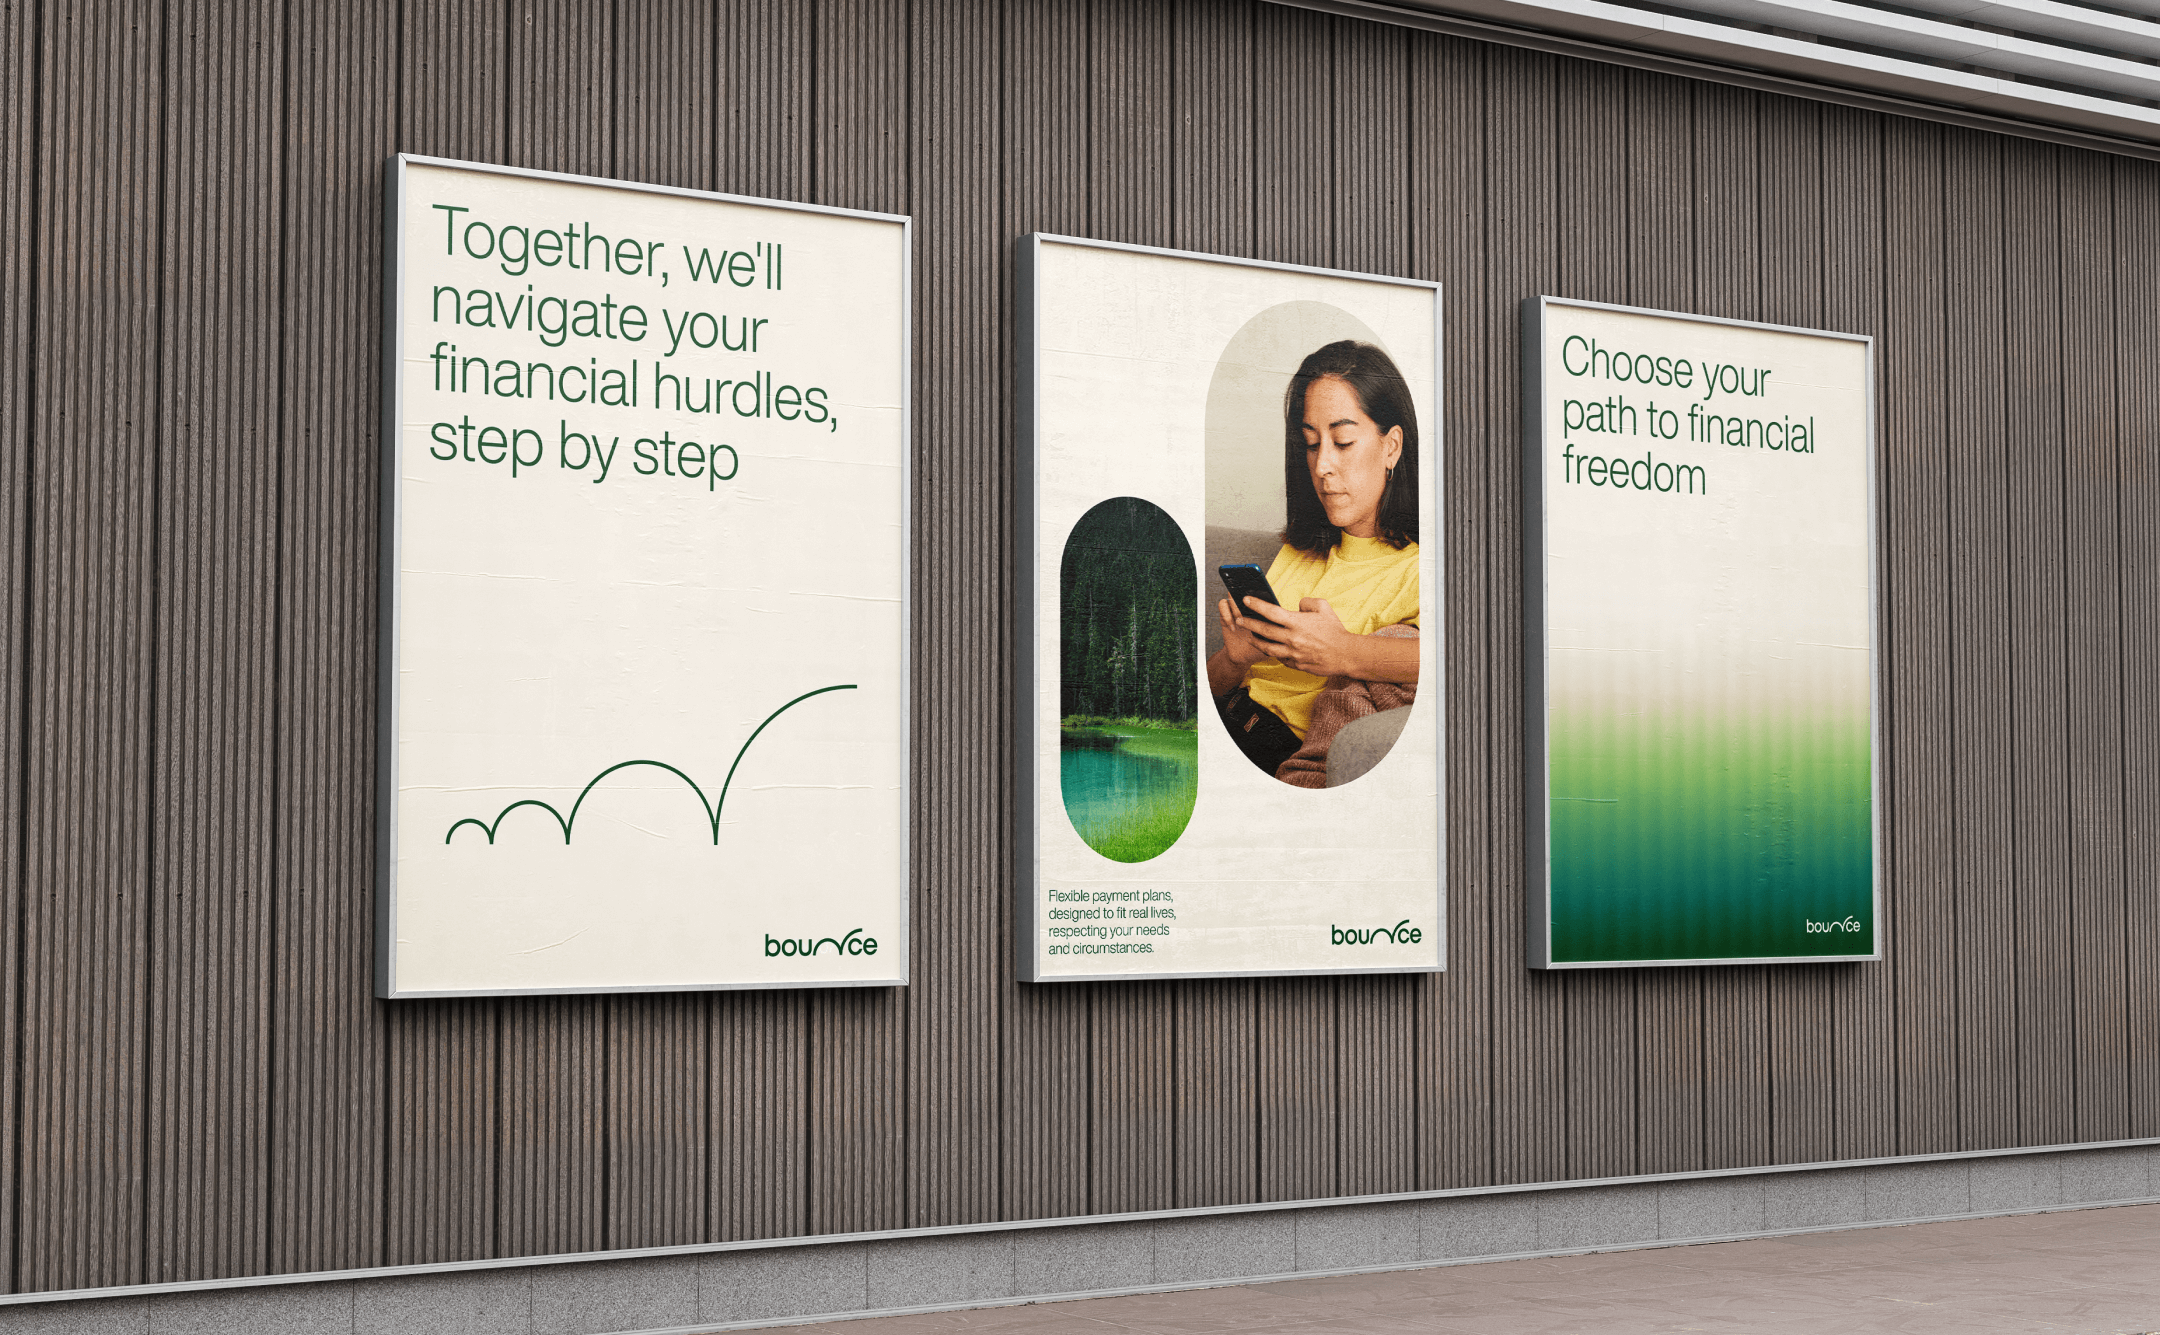 Together, we'll
navigate your
financial hurdles,
step by step
bounce
Flexible payment plans,
designed to fit real lives,
respecting your needs
and circumstances.
bounce
Choose your
path to financial
freedom
bounce